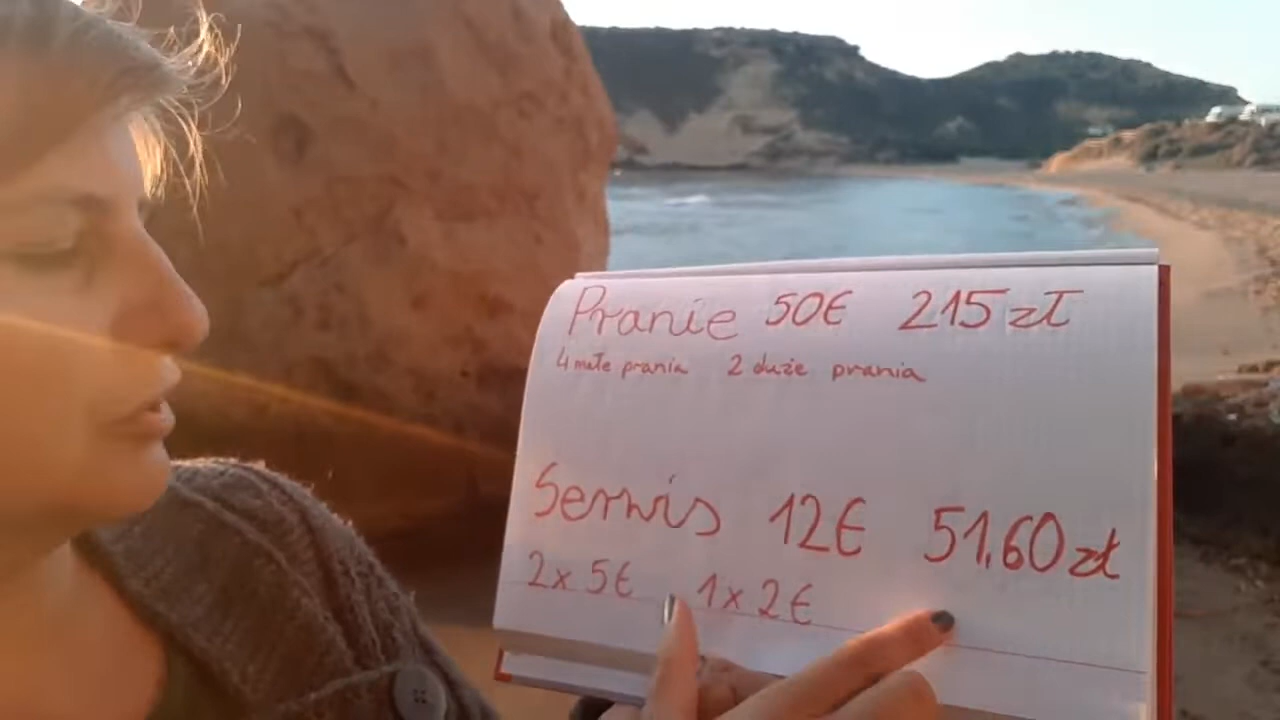 Pranie 50€ 215 zł
4 małe prania 2 duże prania
Serwis 12€ 51,60 zł
2x 5€ 1x 2€